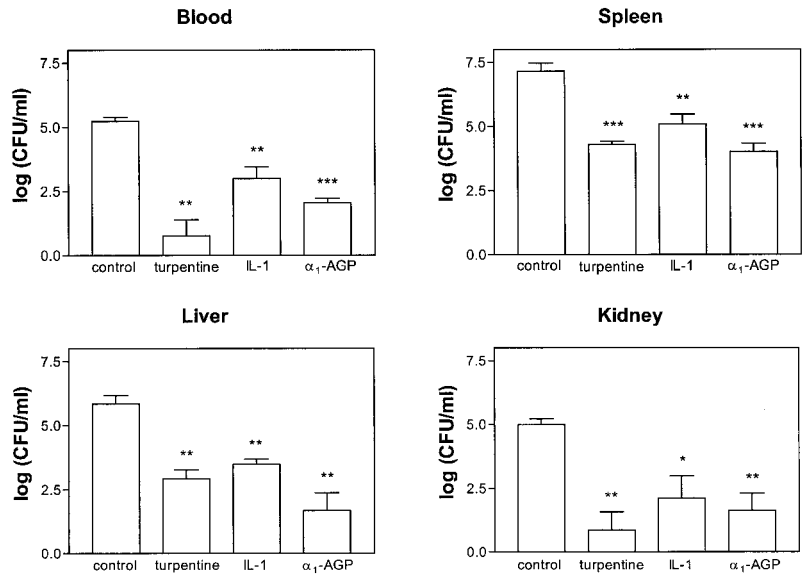 Blood
log (CFU/ml)
7.5
5.0
2.5
0.0
**
**
***
control turpentine IL-1 α₁-AGP
Spleen
log (CFU/ml)
7.5
5.0
2.5
0.0
***
**
***
control turpentine IL-1 α₁-AGP
Liver
log (CFU/ml)
7.5
5.0
2.5
0.0
**
**
**
control turpentine IL-1 α₁-AGP
Kidney
log (CFU/ml)
7.5
5.0
2.5
0.0
**
*
**
control turpentine IL-1 α₁-AGP